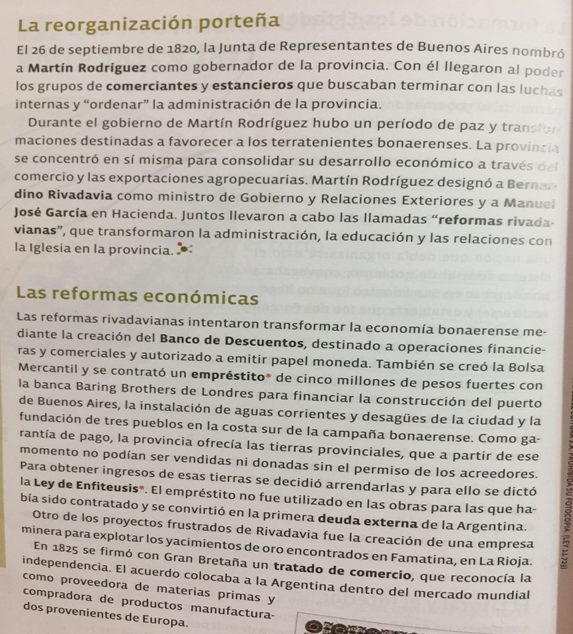 La reorganización porteña
El 26 de septiembre de 1820, la Junta de Representantes de Buenos Aires nombró
a Martín Rodríguez como gobernador de la provincia. Con él llegaron al poder
los grupos de comerciantes y estancieros que buscaban terminar con las luchas
internas y “ordenar” la administración de la provincia.
Durante el gobierno de Martín Rodríguez hubo un período de paz y transfor-
maciones destinadas a favorecer a los terratenientes bonaerenses. La provincia
se concentró en sí misma para consolidar su desarrollo económico a través del
comercio y las exportaciones agropecuarias. Martín Rodríguez designó a Bernar-
dino Rivadavia como ministro de Gobierno y Relaciones Exteriores y a Manuel
José García en Hacienda. Juntos llevaron a cabo las llamadas “reformas rivada-
vianas”, que transformaron la administración, la educación y las relaciones con
la Iglesia en la provincia.
Las reformas económicas
Las reformas rivadavianas intentaron transformar la economía bonaerense me-
diante la creación del Banco de Descuentos, destinado a operaciones financie-
ras y comerciales y autorizado a emitir papel moneda. También se creó la Bolsa
Mercantil y se contrató un empréstito* de cinco millones de pesos fuertes con
la banca Baring Brothers de Londres para financiar la construcción del puerto
de Buenos Aires, la instalación de aguas corrientes y desagües de la ciudad y la
fundación de tres pueblos en la costa sur de la campaña bonaerense. Como ga-
rantía de pago, la provincia ofrecía las tierras provinciales, que a partir de ese
momento no podían ser vendidas ni donadas sin el permiso de los acreedores.
Para obtener ingresos de esas tierras se decidió arrendarlas y para ello se dictó
la Ley de Enfiteusis*. El empréstito no fue utilizado en las obras para las que ha-
bía sido contratado y se convirtió en la primera deuda externa de la Argentina.
Otro de los proyectos frustrados de Rivadavia fue la creación de una empresa
minera para explotar los yacimientos de oro encontrados en Famatina, en La Rioja.
En 1825 se firmó con Gran Bretaña un tratado de comercio, que reconocía la
independencia. El acuerdo colocaba a la Argentina dentro del mercado mundial
como proveedora de materias primas y
compradora de productos manufactura-
dos provenientes de Europa.
PROHIBIDA SU FOTOCOPIA. (LEY 11.723)